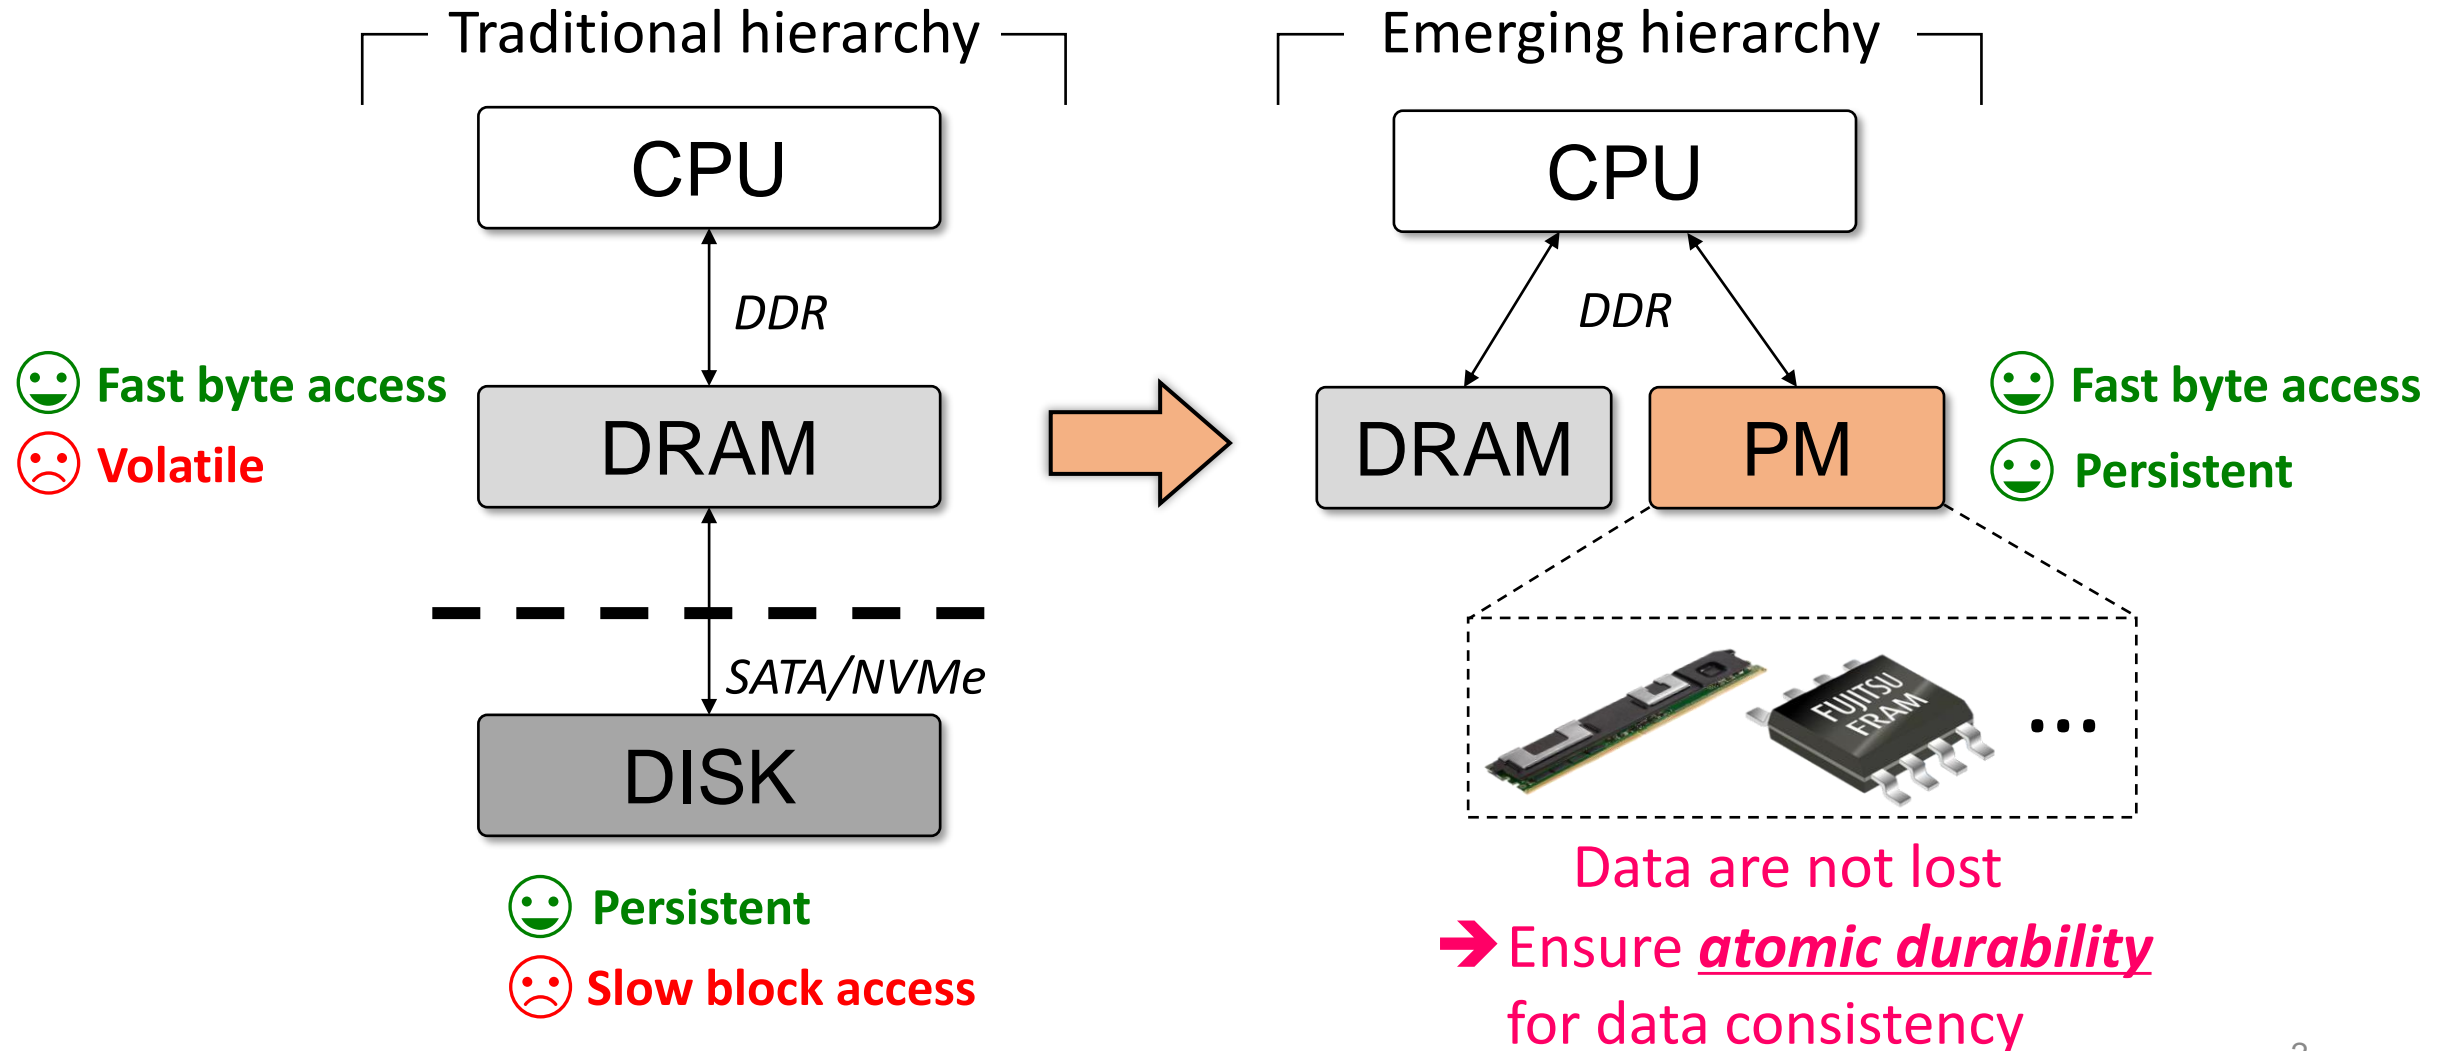 Traditional hierarchy
CPU
DDR
Fast byte access
Volatile
DRAM
SATA/NVMe
DISK
Persistent
Slow block access
Emerging hierarchy
CPU
DDR
DRAM
PM
Fast byte access
Persistent
FUJITSU
FRAM
...
Data are not lost
➔ Ensure atomic durability
for data consistency